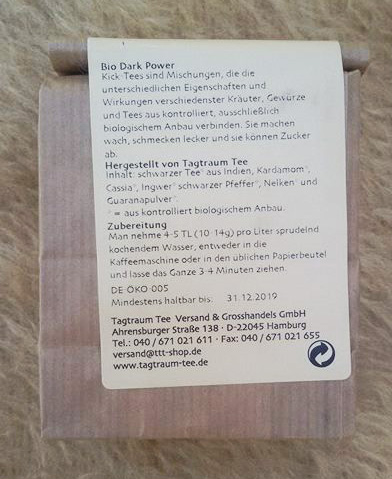 Bio Dark Power
Kick-Tees sind Mischungen, die die
unterschiedlichen Eigenschaften und
Wirkungen verschiedenster Kräuter, Gewürze
und Tees aus kontrolliert, ausschließlich
biologischem Anbau verbinden. Sie machen
wach, schmecken lecker und sie können Zucker
ab.
Hergestellt von Tagtraum Tee
Inhalt: schwarzer Tee* aus Indien, Kardamom*,
Cassia*, Ingwer* schwarzer Pfeffer*, Nelken* und
Guaranapulver*.
* = aus kontrolliert biologischem Anbau.
Zubereitung
Man nehme 4-5 TL (10-14g) pro Liter sprudelnd
kochendem Wasser, entweder in die
Kaffeemaschine oder in den üblichen Papierbeutel
und lasse das Ganze 3-4 Minuten ziehen.
DE-ÖKO-005
Mindestens haltbar bis: 31.12.2019
Tagtraum Tee Versand & Grosshandels GmbH
Ahrensburger Straße 138 · D-22045 Hamburg
Tel.: 040 / 671 021 611 · Fax: 040 / 671 021 655
versand@ttt-shop.de
www.tagtraum-tee.de